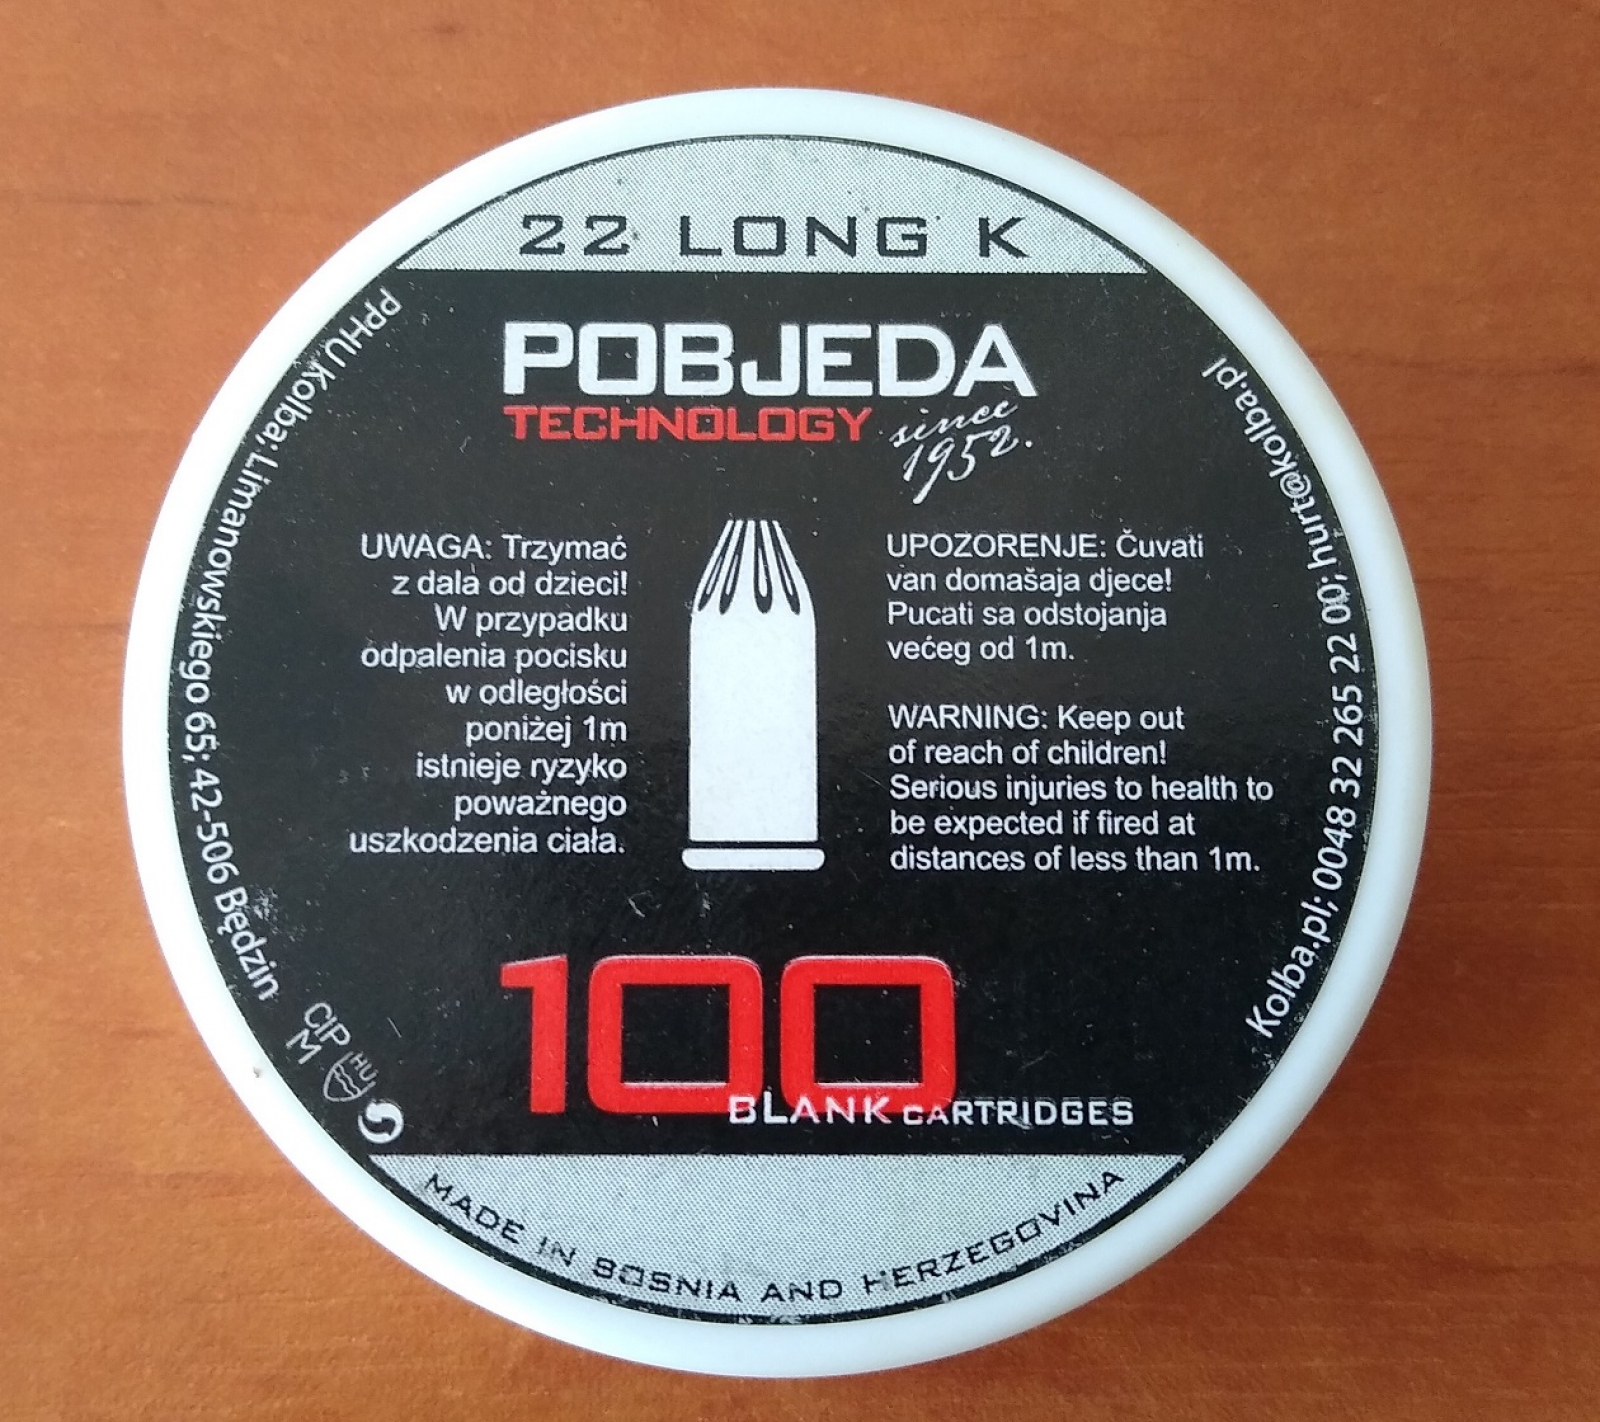 22 LONG K
POBJEDA
TECHNOLOGY
since
1952.
UWAGA: Trzymać
z dala od dzieci!
W przypadku
odpalenia pocisku
w odległości
poniżej 1m
istnieje ryzyko
poważnego
uszkodzenia ciała.
UPOZORENJE: Čuvati
van domašaja djece!
Pucati sa odstojanja
većeg od 1m.
WARNING: Keep out
of reach of children!
Serious injuries to health to
be expected if fired at
distances of less than 1m.
100
BLANK CARTRIDGES
MADE IN BOSNIA AND HERZEGOVINA
PPHU Kolba; Limanowskiego 65; 42-506 Będzin
Kolba.pl; 0048 32 265 22 00; hurt@kolba.pl
CIP
M
HU